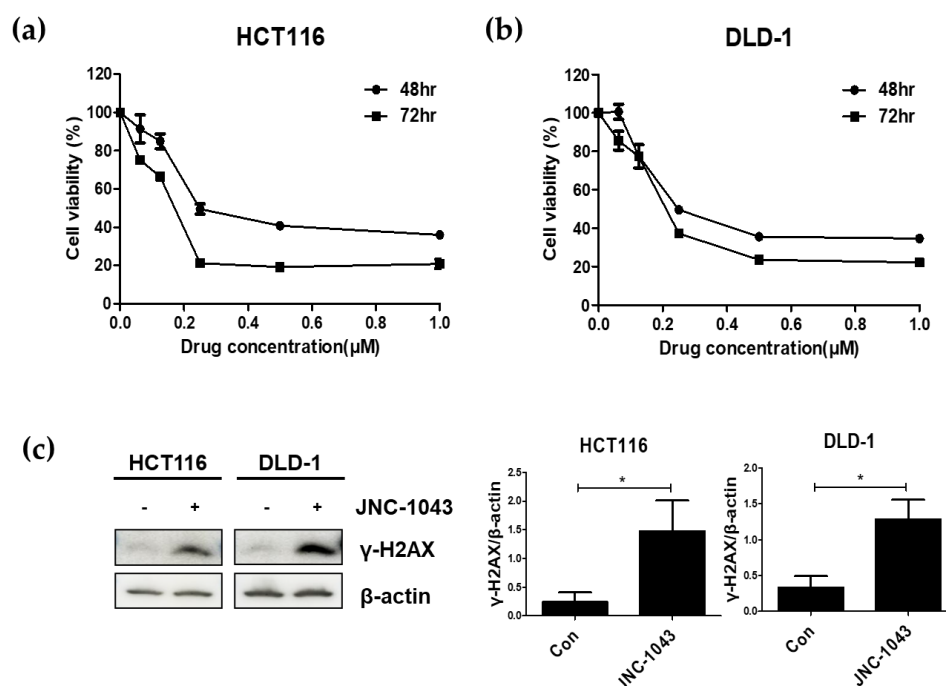 (a)
HCT116
48hr
72hr
Cell viability (%)
120
100
80
60
40
20
0
0.0 0.2 0.4 0.6 0.8 1.0
Drug concentration(µM)
(b)
DLD-1
48hr
72hr
Cell viability (%)
120
100
80
60
40
20
0
0.0 0.2 0.4 0.6 0.8 1.0
Drug concentration(µM)
(c)
HCT116 DLD-1
- + - + JNC-1043
γ-H2AX
β-actin
HCT116
γ-H2AX/β-actin
2.5
2.0
1.5
1.0
0.5
0.0
*
Con
INC-1043
DLD-1
γ-H2AX/β-actin
2.0
1.5
1.0
0.5
0.0
*
Con
JNC-1043